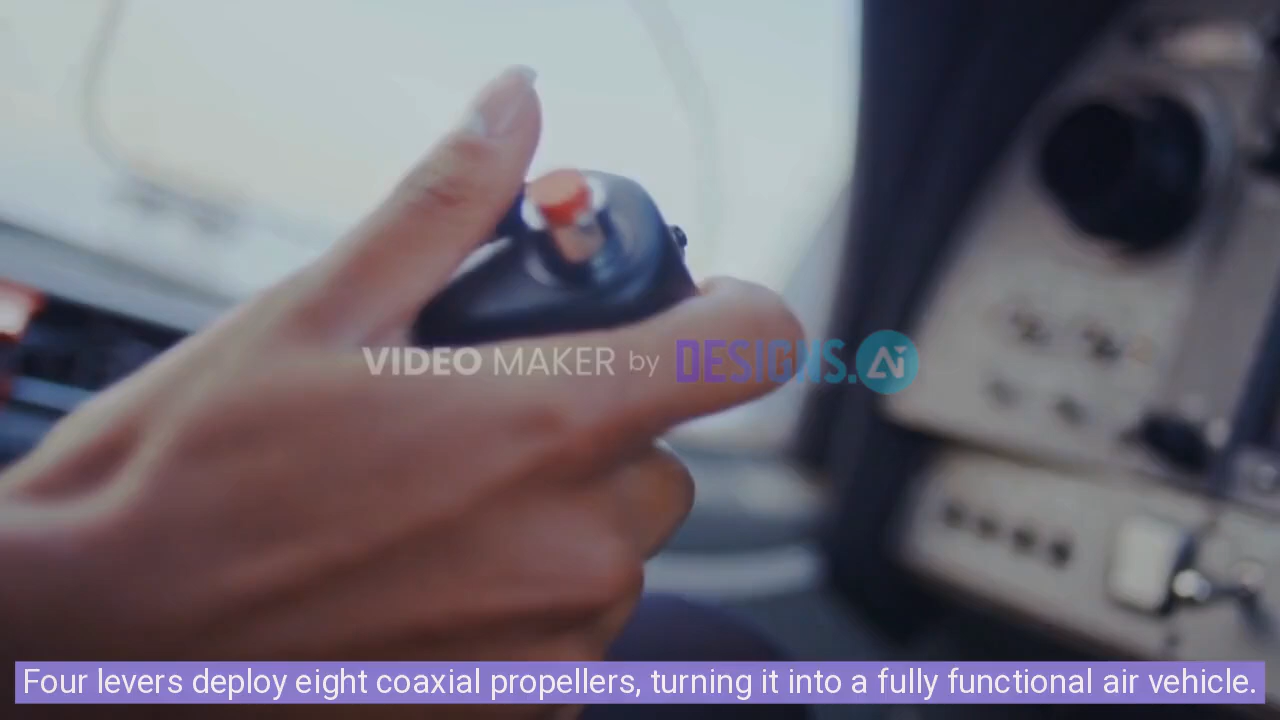 VIDEO MAKER by DESIGNS.Ai
Four levers deploy eight coaxial propellers, turning it into a fully functional air vehicle.